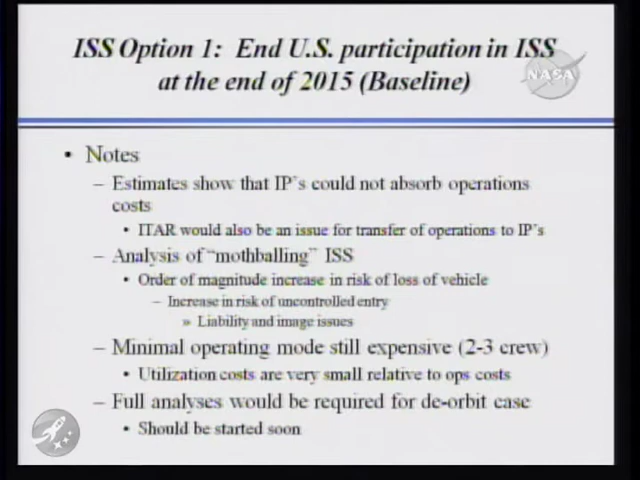 ISS Option 1: End U.S. participation in ISS
at the end of 2015 (Baseline)
NASA
• Notes
– Estimates show that IP's could not absorb operations
costs
• ITAR would also be an issue for transfer of operations to IP's
– Analysis of "mothballing" ISS
• Order of magnitude increase in risk of loss of vehicle
– Increase in risk of uncontrolled entry
» Liability and image issues
– Minimal operating mode still expensive (2-3 crew)
• Utilization costs are very small relative to ops costs
– Full analyses would be required for de-orbit case
• Should be started soon